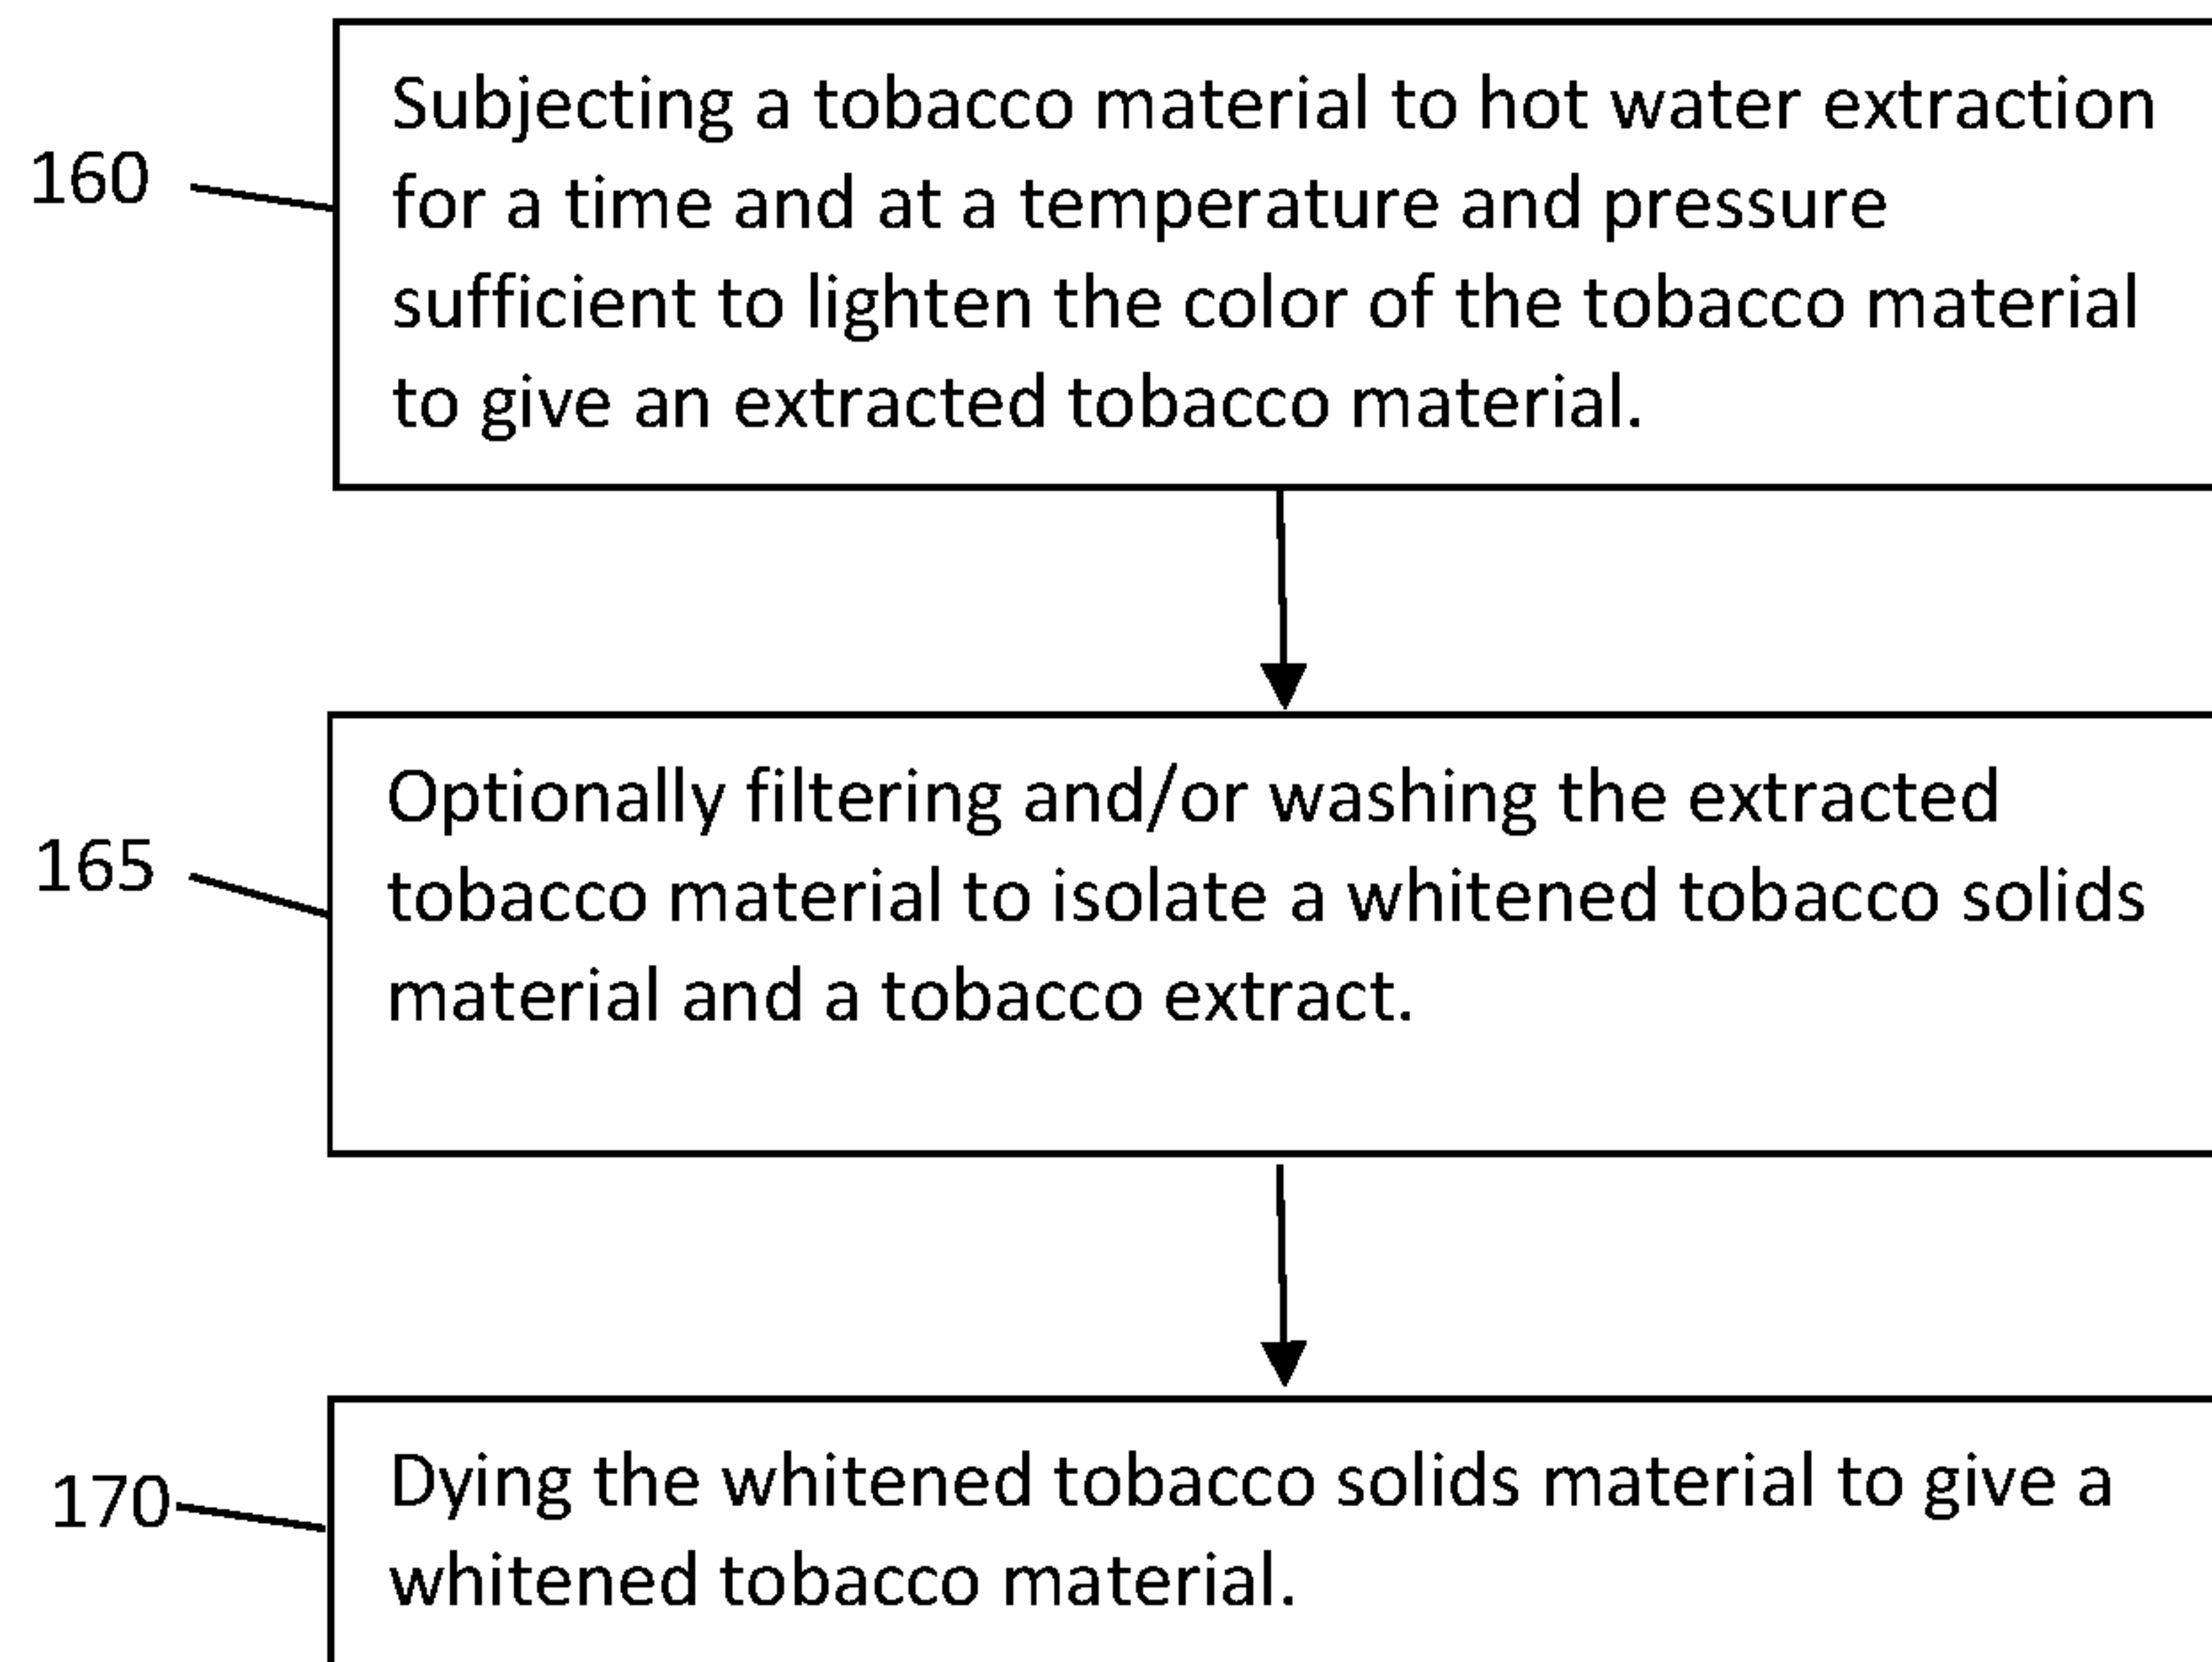 Subjecting a tobacco material to hot water extraction
160
for a time and at a temperature and pressure
sufficient to lighten the color of the tobacco material
to give an extracted tobacco material.
Optionally filtering and/or washing the extracted
165
tobacco material to isolate a whitened tobacco solids
material and a tobacco extract.
170
Dying the whitened tobacco solids material to give a
whitened tobacco material.